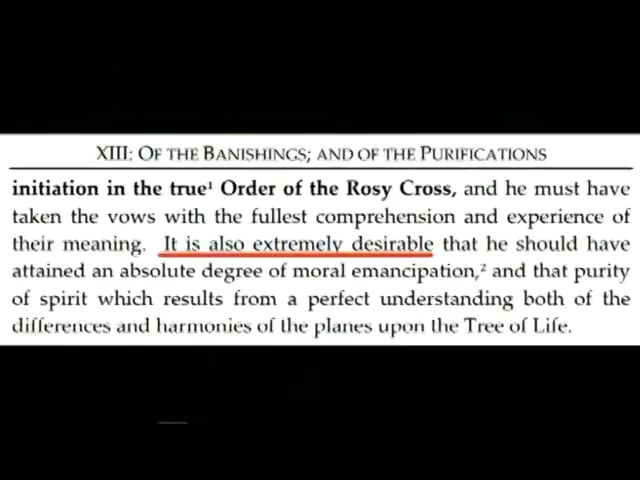 XIII: OF THE BANISHINGS; AND OF THE PURIFICATIONS
initiation in the true¹ Order of the Rosy Cross, and he must have
taken the vows with the fullest comprehension and experience of
their meaning. It is also extremely desirable that he should have
attained an absolute degree of moral emancipation,² and that purity
of spirit which results from a perfect understanding both of the
differences and harmonies of the planes upon the Tree of Life.